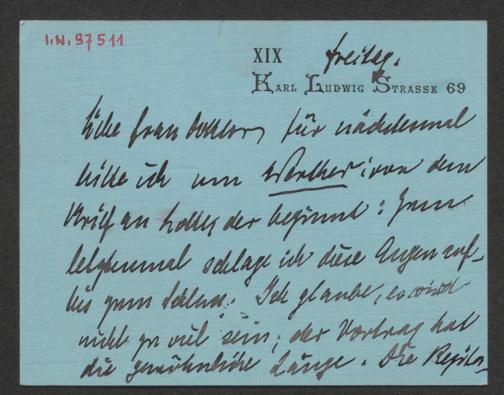 I.N. 97511
XIX freitag.
KARL LUDWIG STRASSE 69
Liebe frau Doktor, für nächstesmal
bitte ich um Werther: von dem
Brief an Lotte, der beginnt: Zum
letztenmal schlage ich diese Augen auf -
bis zum Schluss. Ich glaube, es wird
nicht zu viel sein; der Vortrag hat
die gewöhnliche Länge. Die